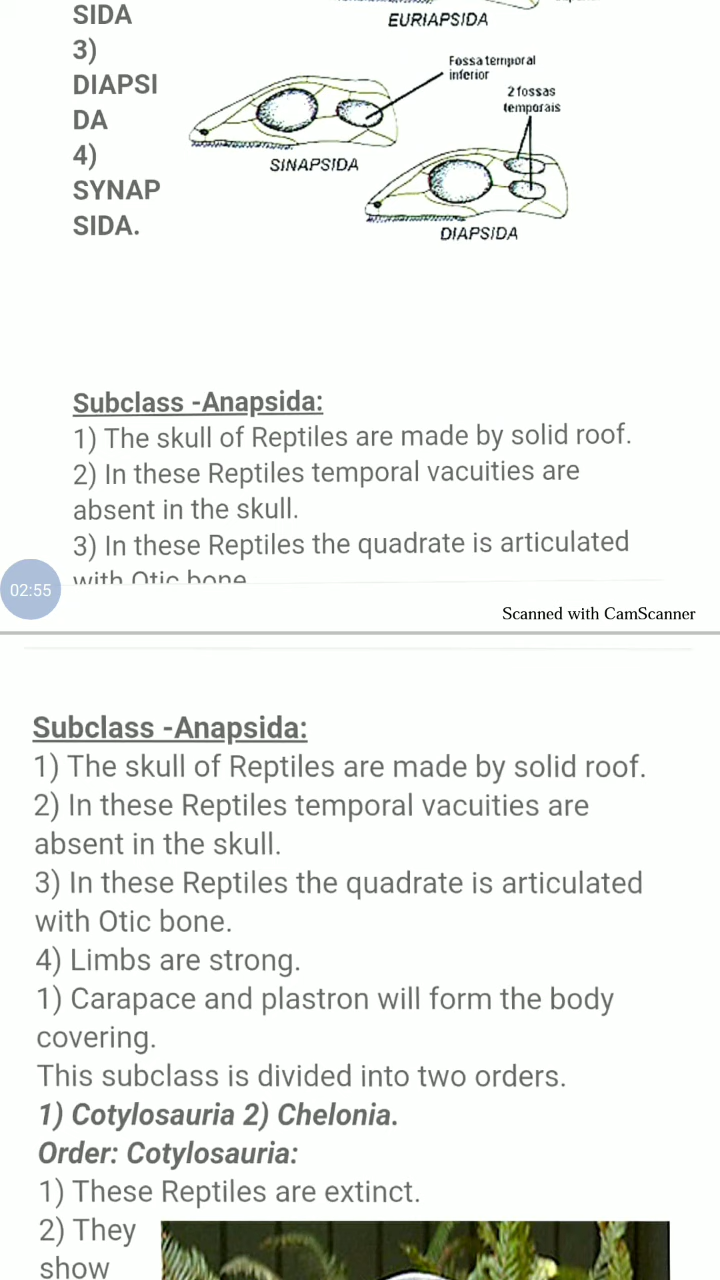 SIDA
3)
DIAPSI
DA
4)
SYNAP
SIDA.
EURIAPSIDA
Fossa temporal
inferior
2 fossas
temporais
SINAPSIDA
DIAPSIDA
Subclass -Anapsida:
1) The skull of Reptiles are made by solid roof.
2) In these Reptiles temporal vacuities are
absent in the skull.
3) In these Reptiles the quadrate is articulated
with Otic bone
02:55
Scanned with CamScanner
Subclass -Anapsida:
1) The skull of Reptiles are made by solid roof.
2) In these Reptiles temporal vacuities are
absent in the skull.
3) In these Reptiles the quadrate is articulated
with Otic bone.
4) Limbs are strong.
1) Carapace and plastron will form the body
covering.
This subclass is divided into two orders.
1) Cotylosauria 2) Chelonia.
Order: Cotylosauria:
1) These Reptiles are extinct.
2) They
show